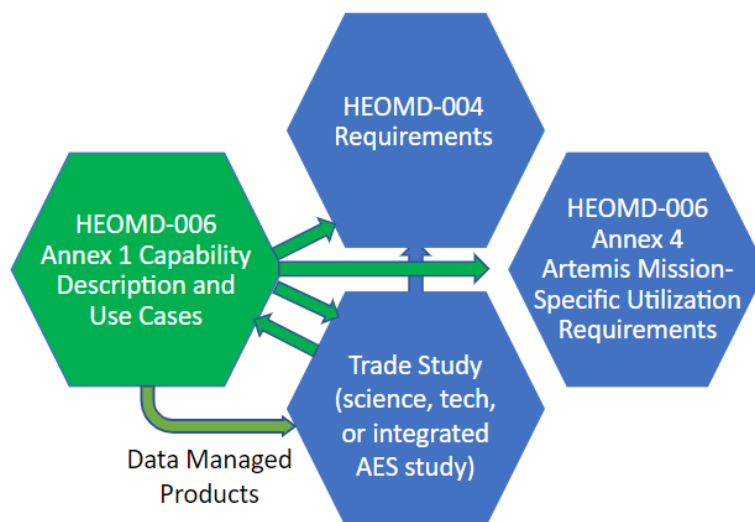 HEOMD-004
Requirements
HEOMD-006
Annex 1 Capability
Description and
Use Cases
HEOMD-006
Annex 4
Artemis Mission-
Specific Utilization
Requirements
Trade Study
(science, tech,
or integrated
AES study)
Data Managed
Products